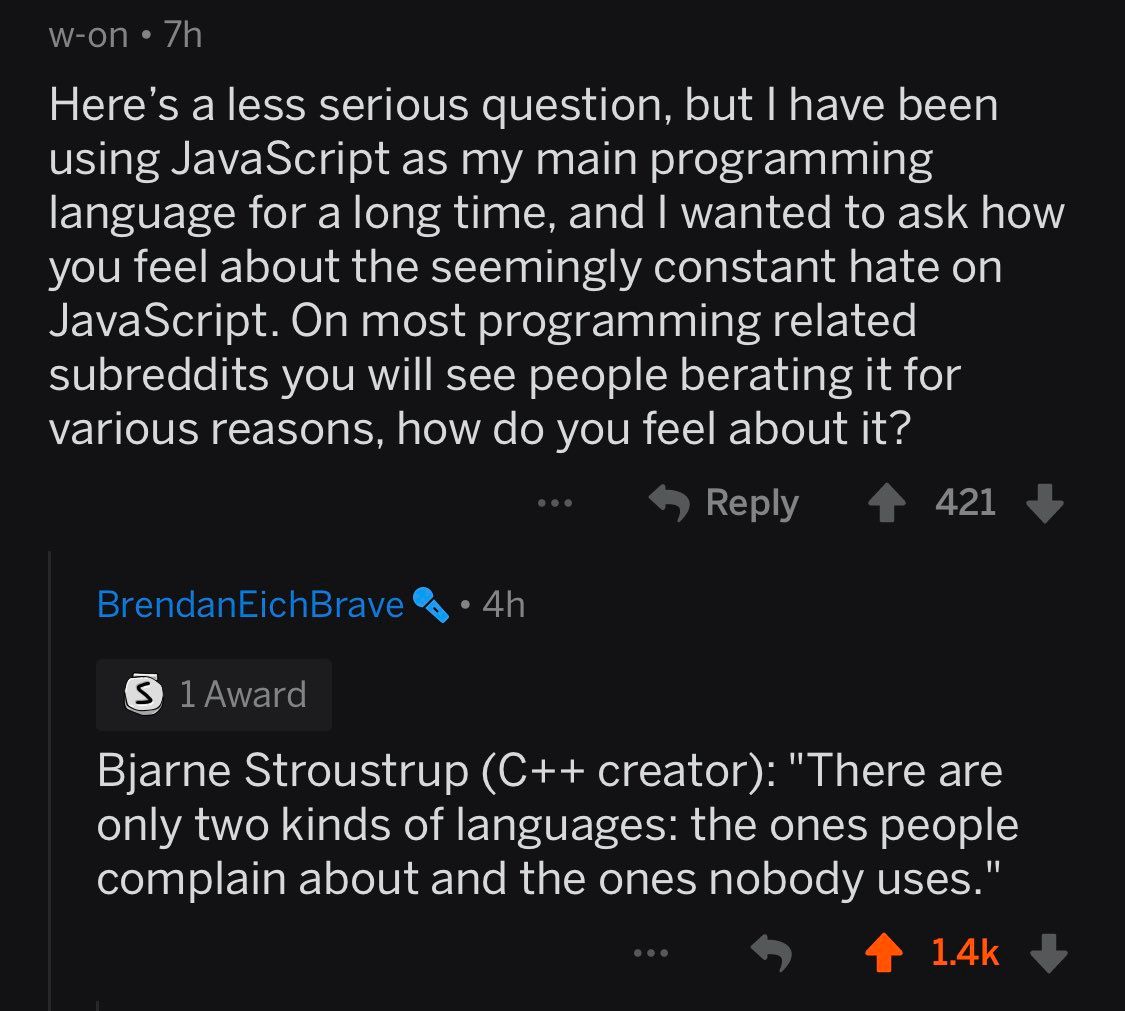 w-on • 7h
Here’s a less serious question, but I have been
using JavaScript as my main programming
language for a long time, and I wanted to ask how
you feel about the seemingly constant hate on
JavaScript. On most programming related
subreddits you will see people berating it for
various reasons, how do you feel about it?
... Reply 421
BrendanEichBrave • 4h
S 1 Award
Bjarne Stroustrup (C++ creator): "There are
only two kinds of languages: the ones people
complain about and the ones nobody uses."
... 1.4k